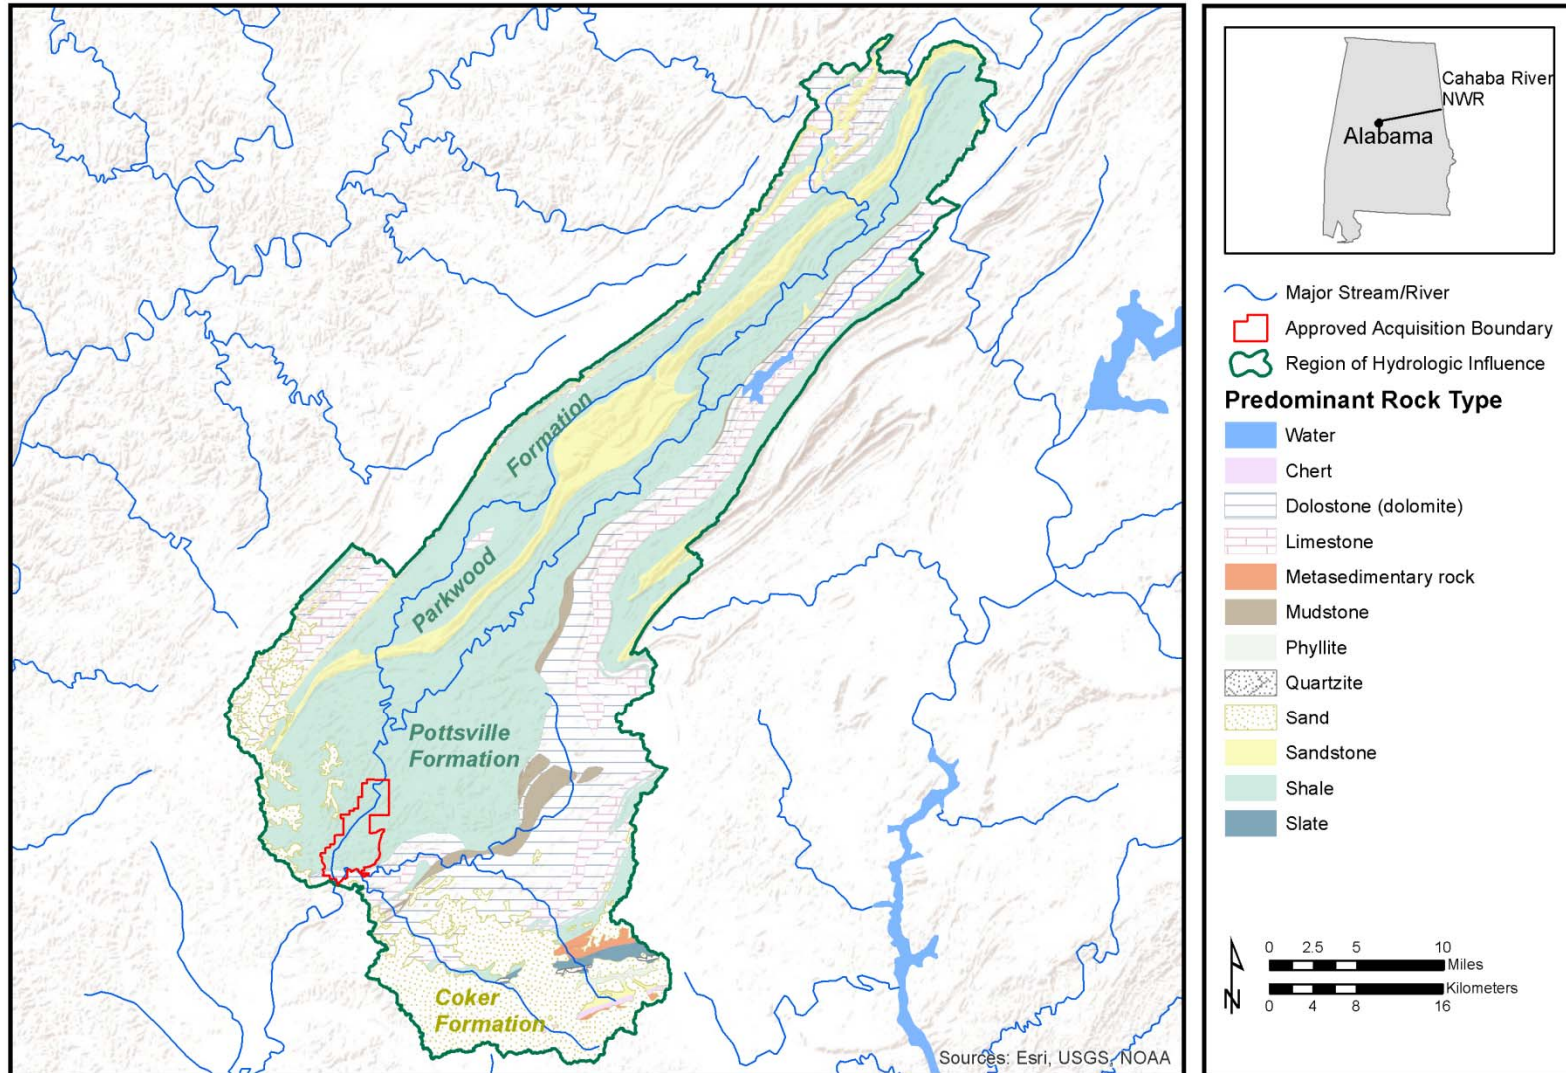 Formation
Parkwood
Pottsville
Formation
Coker
Formation
Sources: Esri, USGS, NOAA
Cahaba River
NWR
Alabama
Major Stream/River
Approved Acquisition Boundary
Region of Hydrologic Influence
Predominant Rock Type
Water
Chert
Dolostone (dolomite)
Limestone
Metasedimentary rock
Mudstone
Phyllite
Quartzite
Sand
Sandstone
Shale
Slate
N
0 2.5 5 10
Miles
Kilometers
0 4 8 16